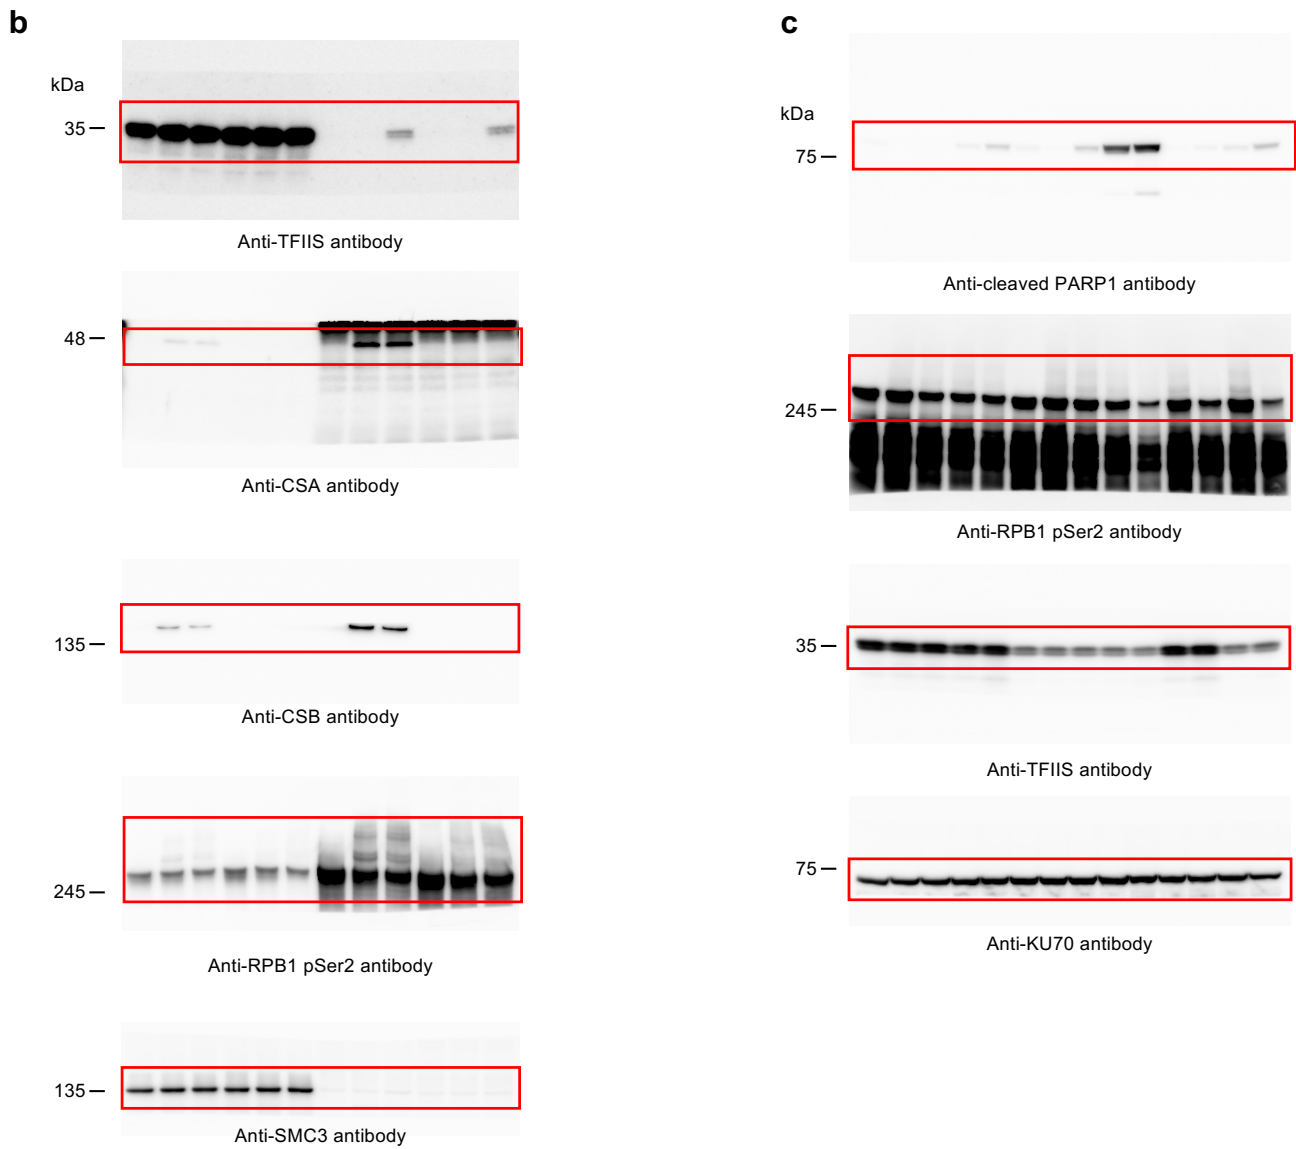 b
kDa
35
Anti-TFIIS antibody
48
Anti-CSA antibody
135
Anti-CSB antibody
245
Anti-RPB1 pSer2 antibody
135
Anti-SMC3 antibody
c
kDa
75
Anti-cleaved PARP1 antibody
245
Anti-RPB1 pSer2 antibody
35
Anti-TFIIS antibody
75
Anti-KU70 antibody